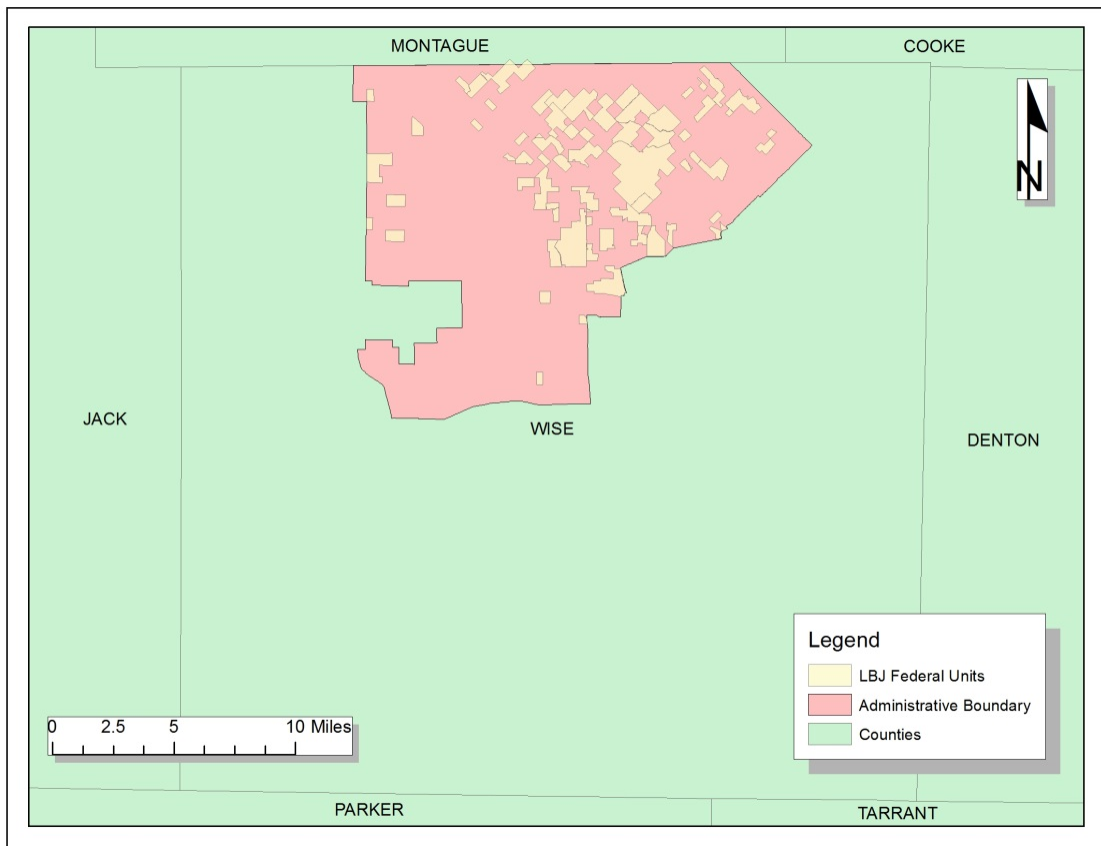 MONTAGUE
COOKE
N
JACK
WISE
DENTON
Legend
LBJ Federal Units
Administrative Boundary
Counties
0 2.5 5 10 Miles
PARKER
TARRANT